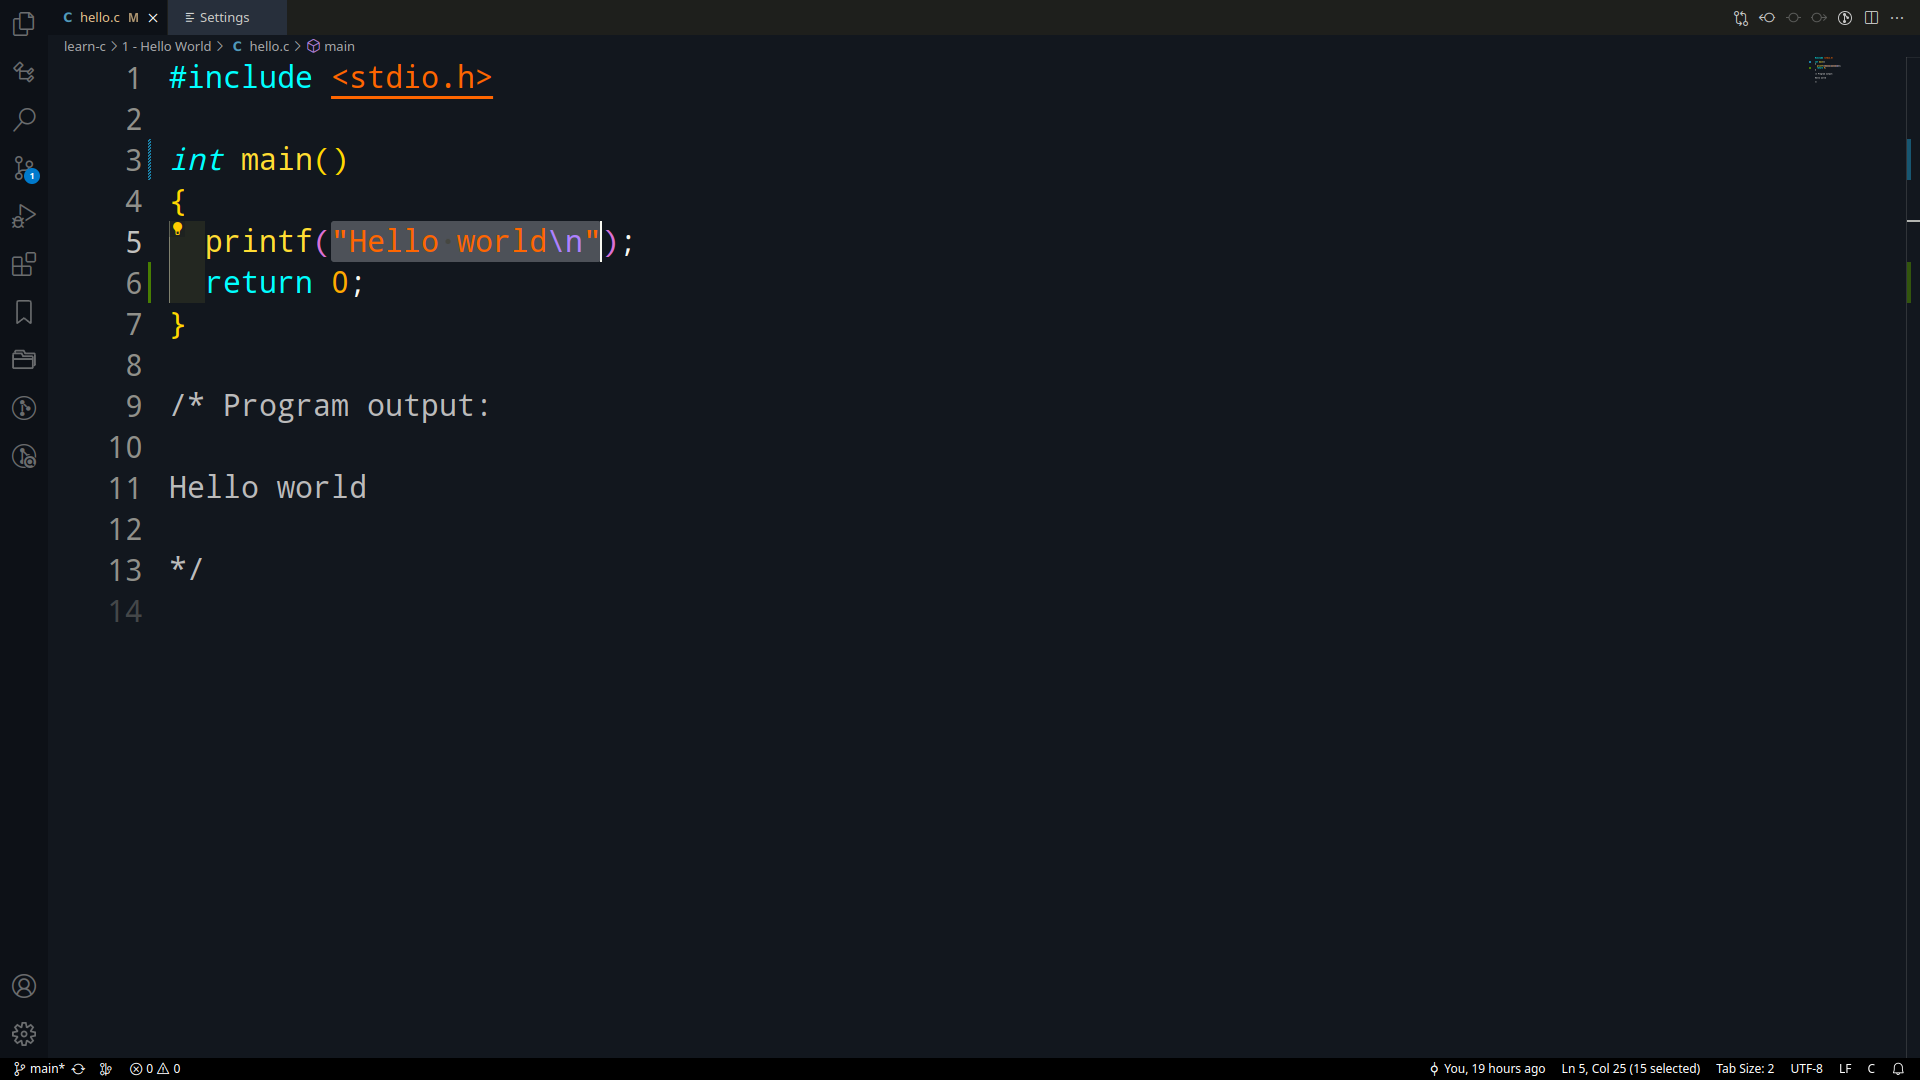 C hello.c M
Settings
learn-c > 1 - Hello World > C hello.c > main
1 #include <stdio.h>
2
3 int main()
4 {
5 printf("Hello world\n");
6 return 0;
7 }
8
9 /* Program output:
10
11 Hello world
12
13 */
14
1
main* 0 0 You, 19 hours ago Ln 5, Col 25 (15 selected) Tab Size: 2 UTF-8 LF C